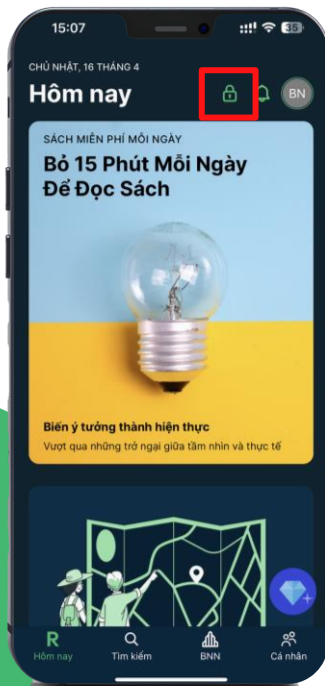 15:07
35
CHỦ NHẬT, 16 THÁNG 4
Hôm nay
BN
SÁCH MIỄN PHÍ MỖI NGÀY
Bỏ 15 Phút Mỗi Ngày
Để Đọc Sách
Biến ý tưởng thành hiện thực
Vượt qua những trở ngại giữa tầm nhìn và thực tế
R
Hôm nay
Tìm kiếm
BNN
Cá nhân